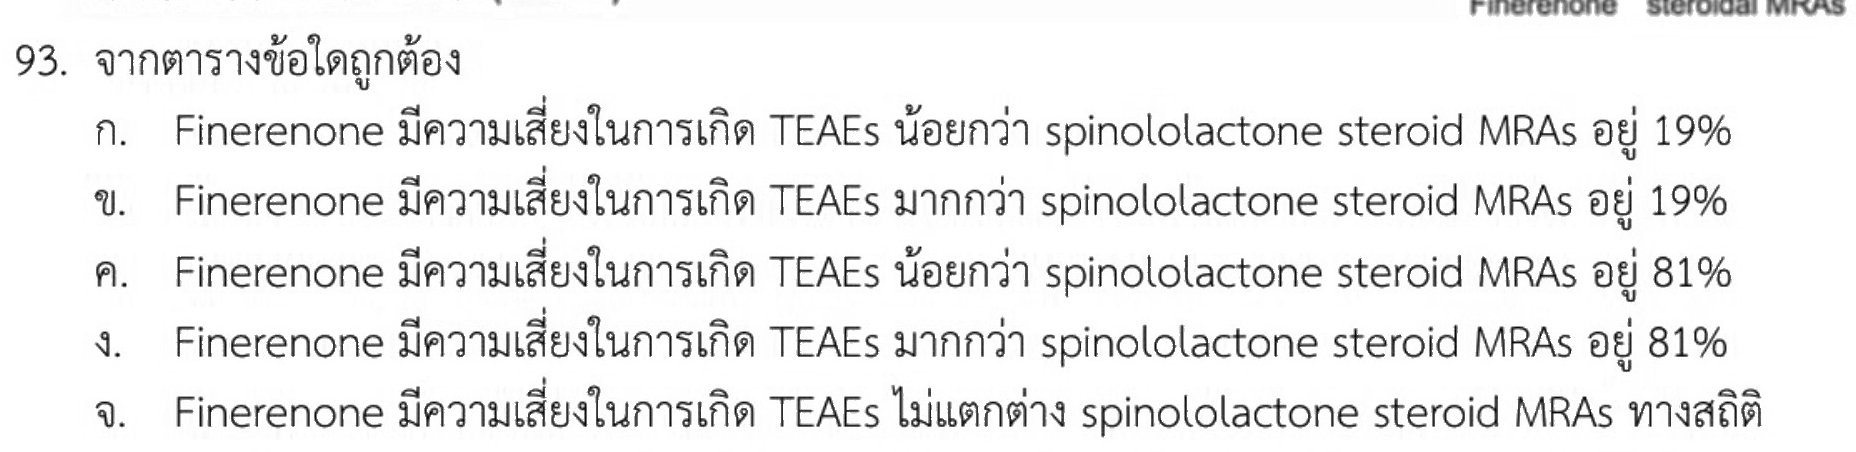 Finerenone steroidal MRAs
93. จากตารางข้อใดถูกต้อง
ก. Finerenone มีความเสี่ยงในการเกิด TEAEs น้อยกว่า spinololactone steroid MRAs อยู่ 19%
ข. Finerenone มีความเสี่ยงในการเกิด TEAEs มากกว่า spinololactone steroid MRAs อยู่ 19%
ค. Finerenone มีความเสี่ยงในการเกิด TEAEs น้อยกว่า spinololactone steroid MRAs อยู่ 81%
ง. Finerenone มีความเสี่ยงในการเกิด TEAEs มากกว่า spinololactone steroid MRAs อยู่ 81%
จ. Finerenone มีความเสี่ยงในการเกิด TEAEs ไม่แตกต่าง spinololactone steroid MRAs ทางสถิติ